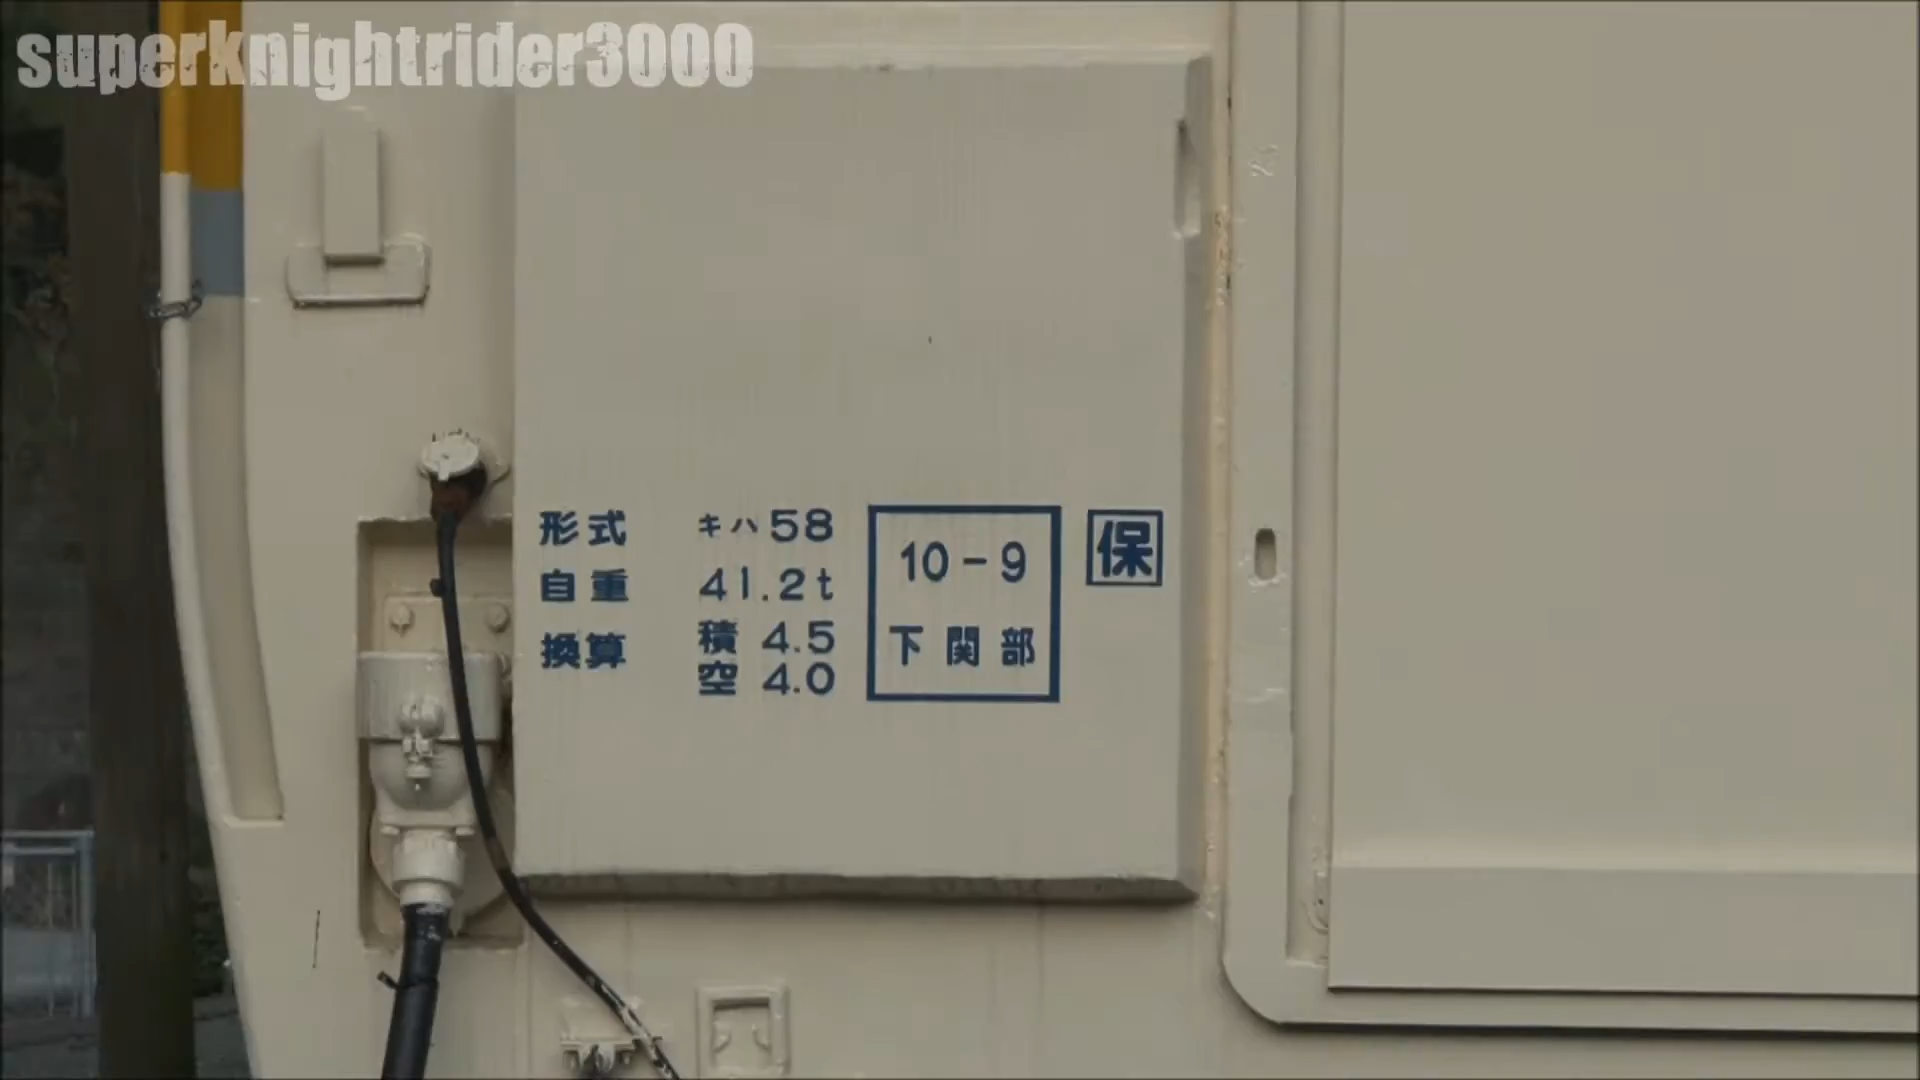 superknightrider3000
形式 キハ58
自重 41.2t
換算 積 4.5
空 4.0
10-9
下関部
保